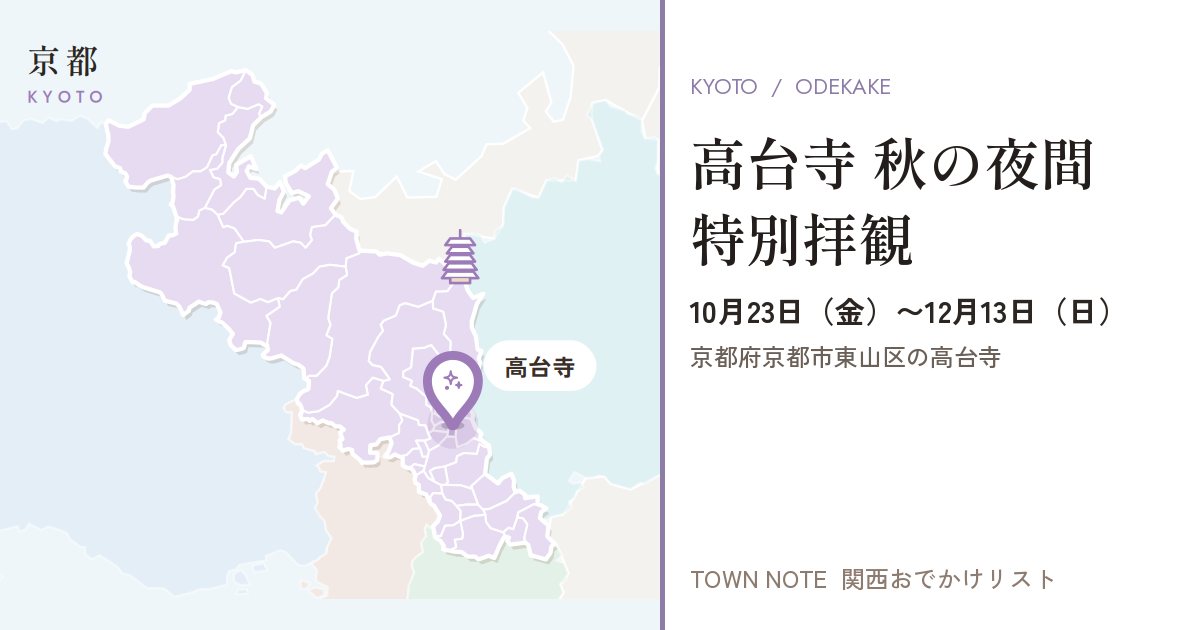 京都
KYOTO
高台寺
KYOTO / ODEKAKE
高台寺 秋の夜間
特別拝観
10月23日（金）〜12月13日（日）
京都府京都市東山区の高台寺
TOWN NOTE 関西おでかけリスト